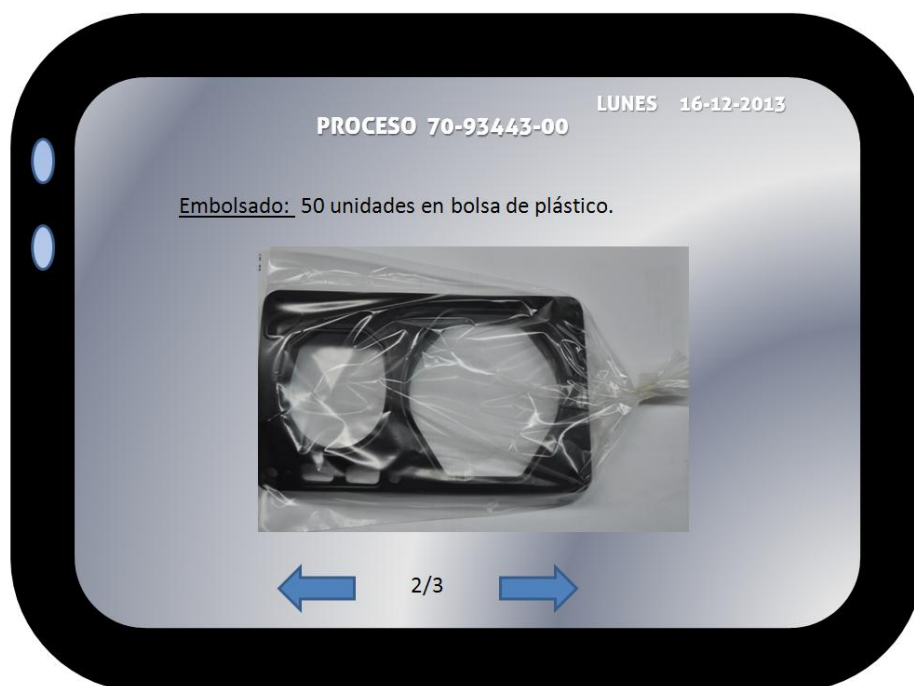 LUNES 16-12-2013
PROCESO 70-93443-00
Embolsado: 50 unidades en bolsa de plástico.
2/3